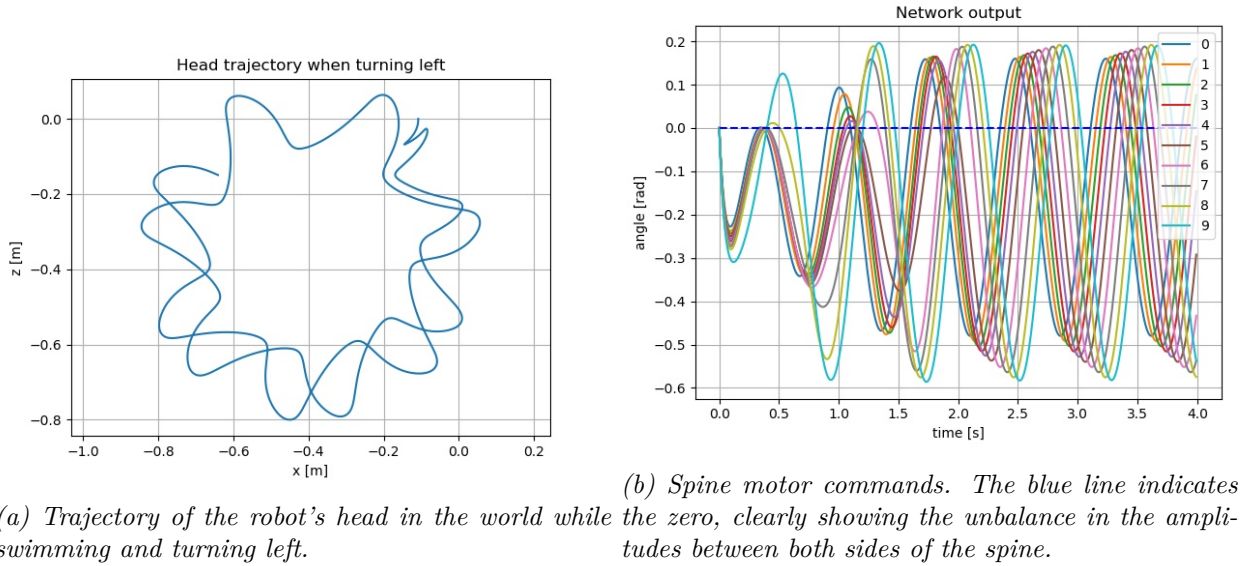 Head trajectory when turning left
z [m]
0.0
−0.2
−0.4
−0.6
−0.8
−1.0 −0.8 −0.6 −0.4 −0.2 0.0 0.2
x [m]
(a) Trajectory of the robot's head in the world while
swimming and turning left.
Network output
angle [rad]
0.2
0.1
0.0
−0.1
−0.2
−0.3
−0.4
−0.5
−0.6
0
1
2
3
4
5
6
7
8
9
0.0 0.5 1.0 1.5 2.0 2.5 3.0 3.5 4.0
time [s]
(b) Spine motor commands. The blue line indicates
the zero, clearly showing the unbalance in the ampli-
tudes between both sides of the spine.